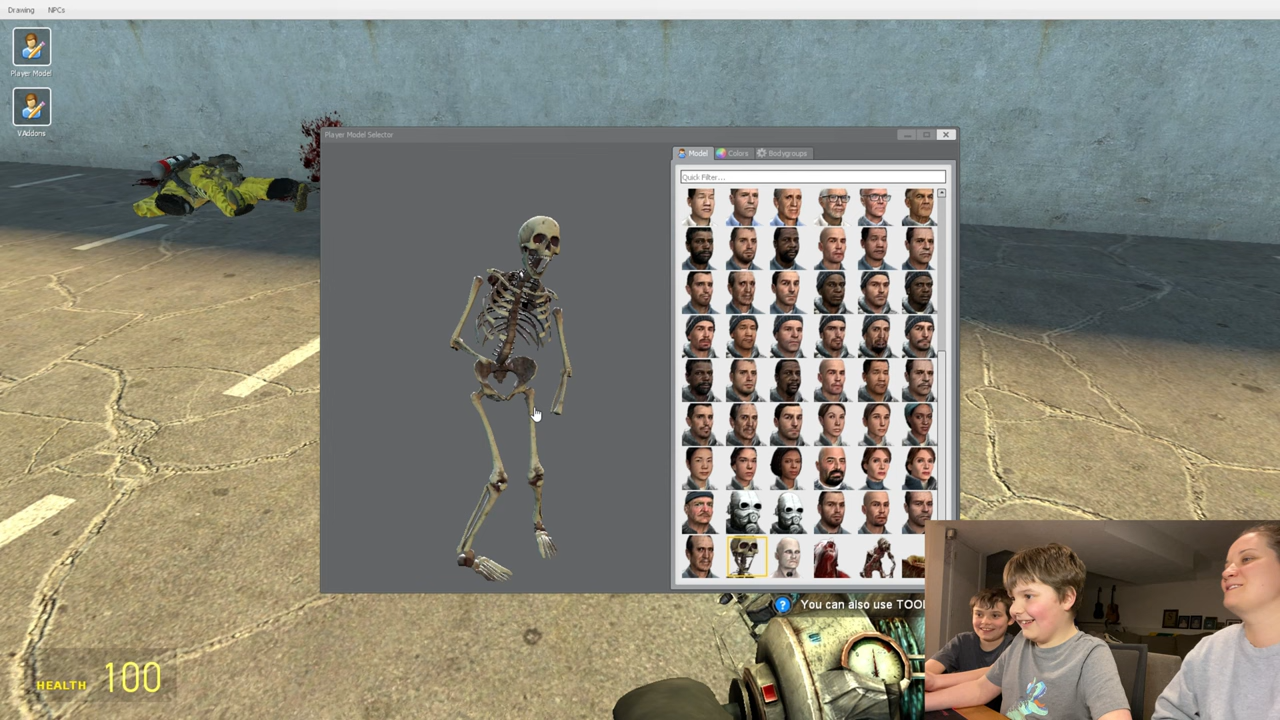 Drawing NPCs
Player Model
VAddons
Player Model Selector
Model Colors Bodygroups
Quick Filter...
You can also use TOOL
HEALTH 100